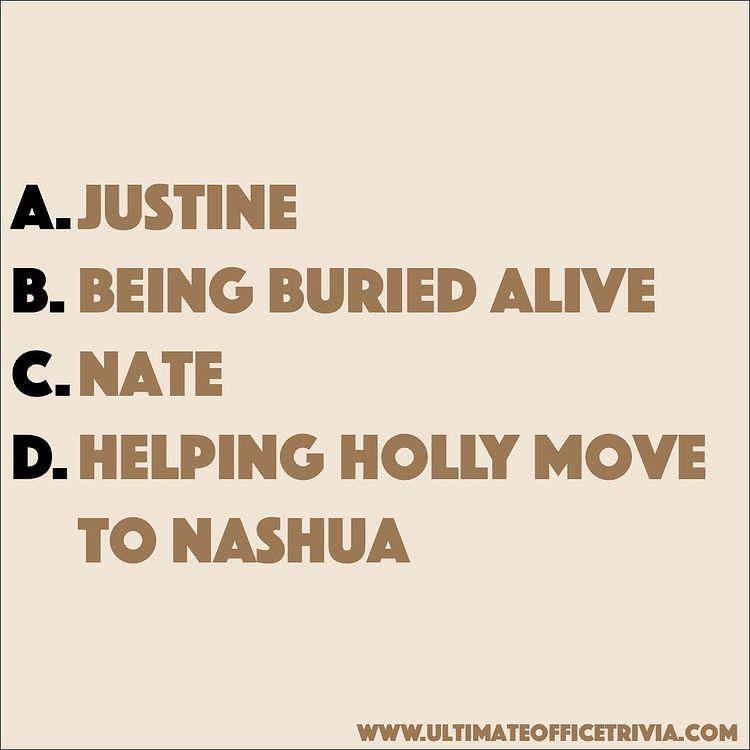 A. JUSTINE
B. BEING BURIED ALIVE
C. NATE
D. HELPING HOLLY MOVE
TO NASHUA
WWW.ULTIMATEOFFICETRIVIA.COM